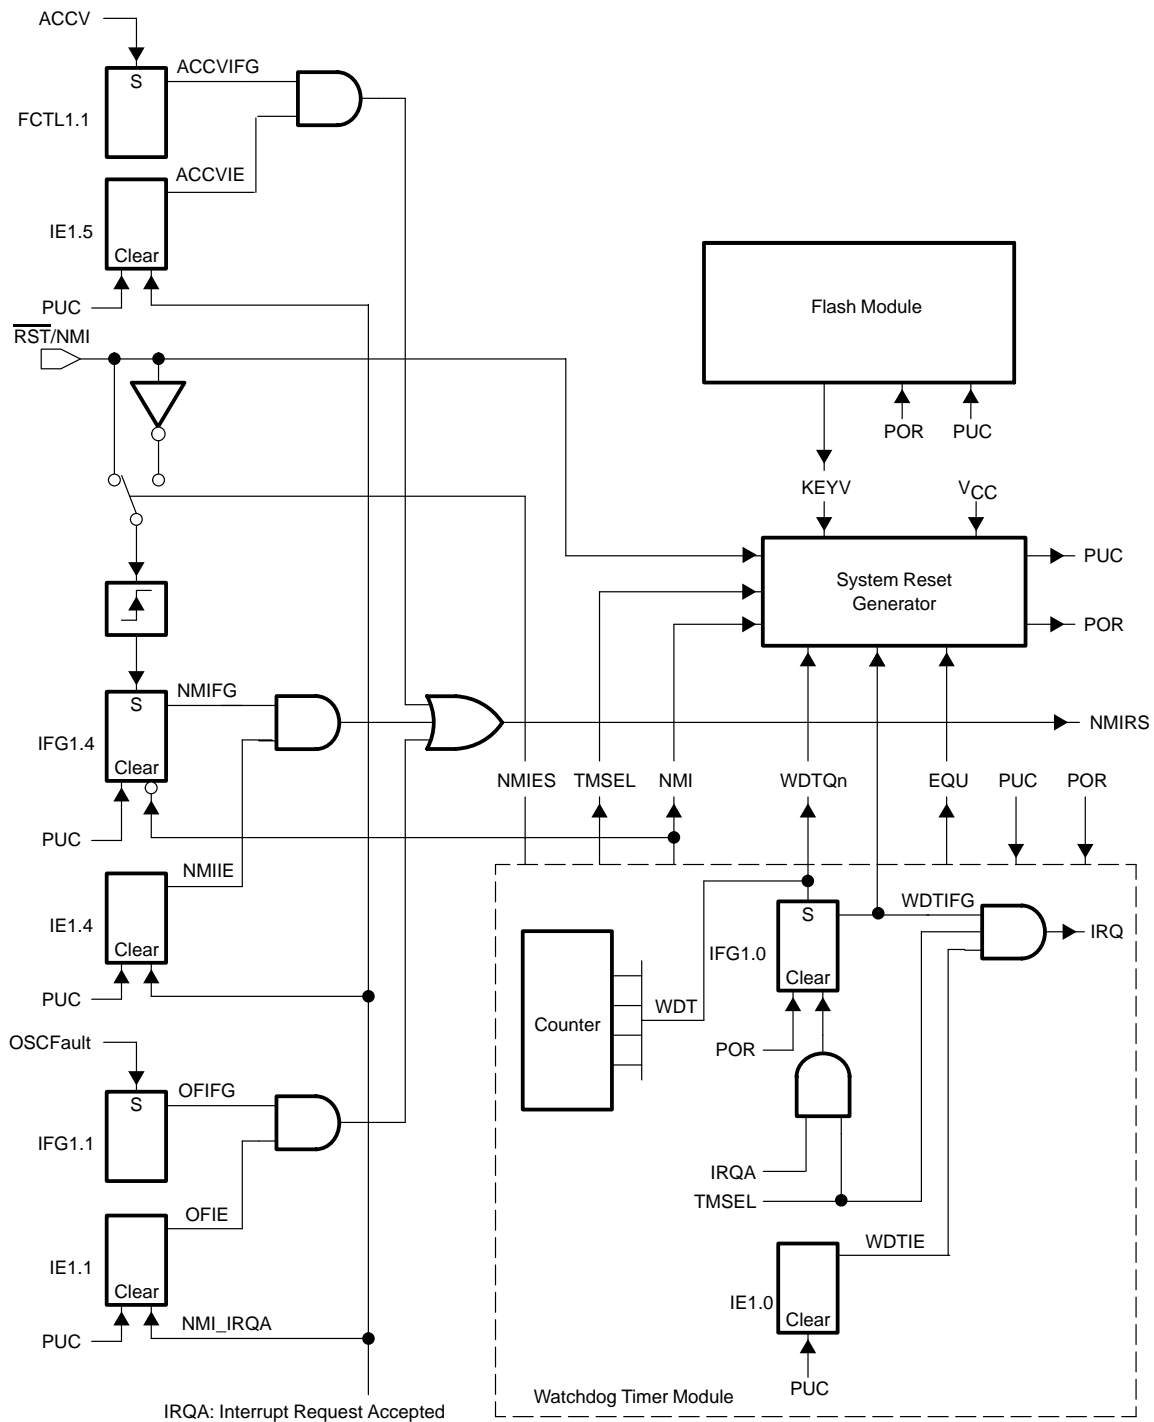 ACCV
S
ACCVIFG
FCTL1.1
ACCVIE
IE1.5
Clear
PUC
RST/NMI
Flash Module
POR
PUC
KEYV
VCC
System Reset
Generator
PUC
POR
S
NMIFG
IFG1.4
Clear
NMIRS
NMIES
TMSEL
NMI
WDTQn
EQU
PUC
POR
PUC
NMIIE
IE1.4
Clear
PUC
S
WDTIFG
IRQ
IFG1.0
Clear
WDT
Counter
POR
OSCFault
S
OFIFG
IFG1.1
IRQA
TMSEL
OFIE
IE1.1
Clear
NMI_IRQA
PUC
WDTIE
IE1.0
Clear
PUC
Watchdog Timer Module
IRQA: Interrupt Request Accepted